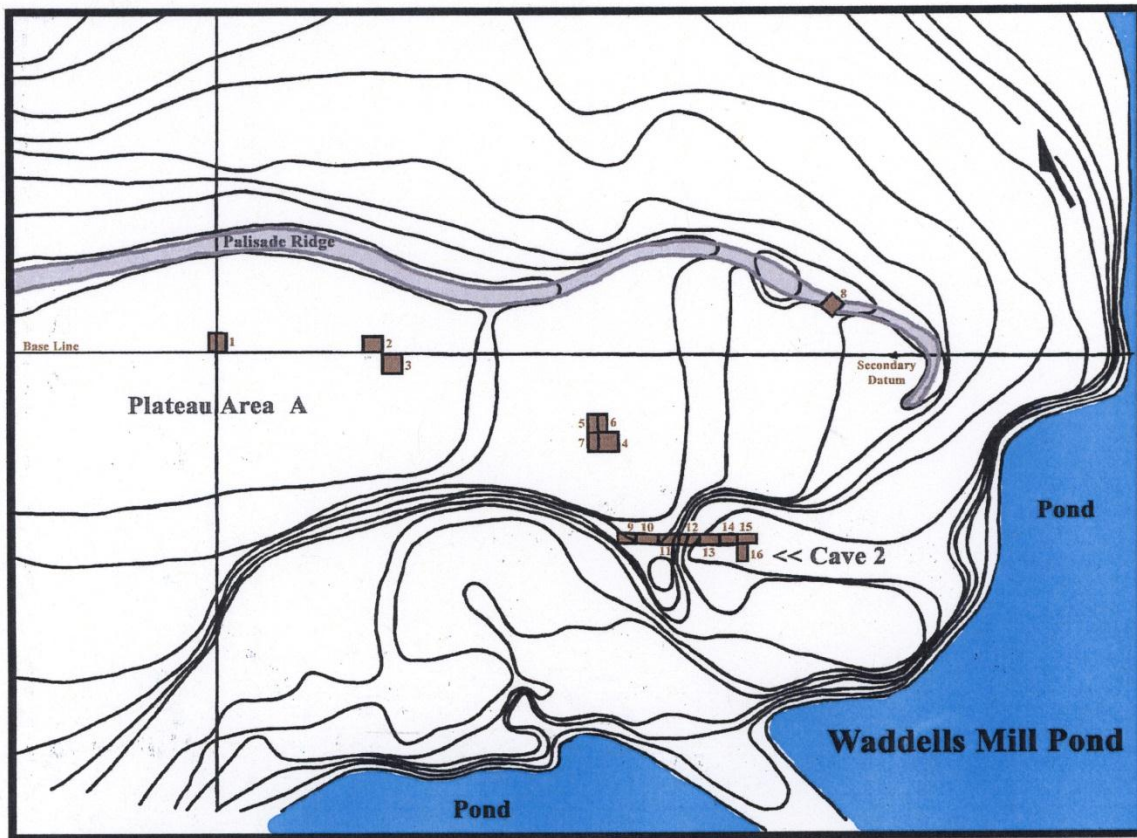 Palisade Ridge
8
Base Line
1
2
3
Secondary
Datum
Plateau Area A
5
6
7
4
Pond
9
10
12
14
15
11
13
16
<< Cave 2
Waddells Mill Pond
Pond